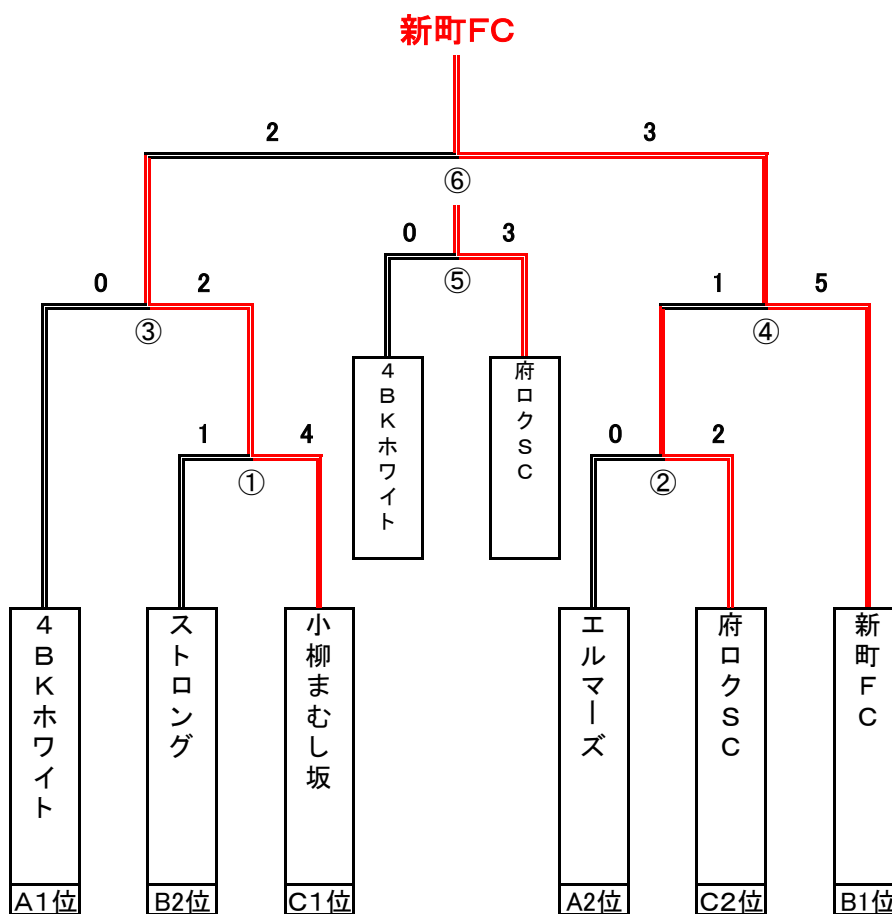 新町FC
2
3
⑥
0
3
⑤
0
2
③
1
5
④
4BKホワイト
府ロクSC
1
4
①
0
2
②
4BKホワイト
ストロング
小柳まむし坂
エルマーズ
府ロクSC
新町FC
A1位
B2位
C1位
A2位
C2位
B1位